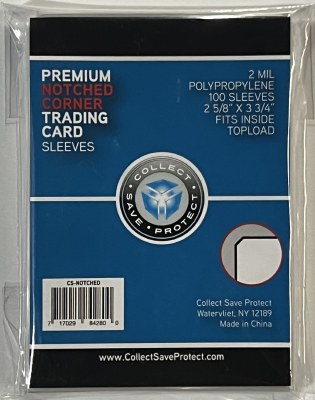 PREMIUM
NOTCHED
CORNER
TRADING
CARD
SLEEVES
2 MIL
POLYPROPYLENE
100 SLEEVES
2 5/8" X 3 3/4"
FITS INSIDE
TOPLOAD
COLLECT
SAVE • PROTECT
CS-NOTCHED
7 17029 84280 0
Collect Save Protect
Watervliet, NY 12189
Made in China
www.CollectSaveProtect.com